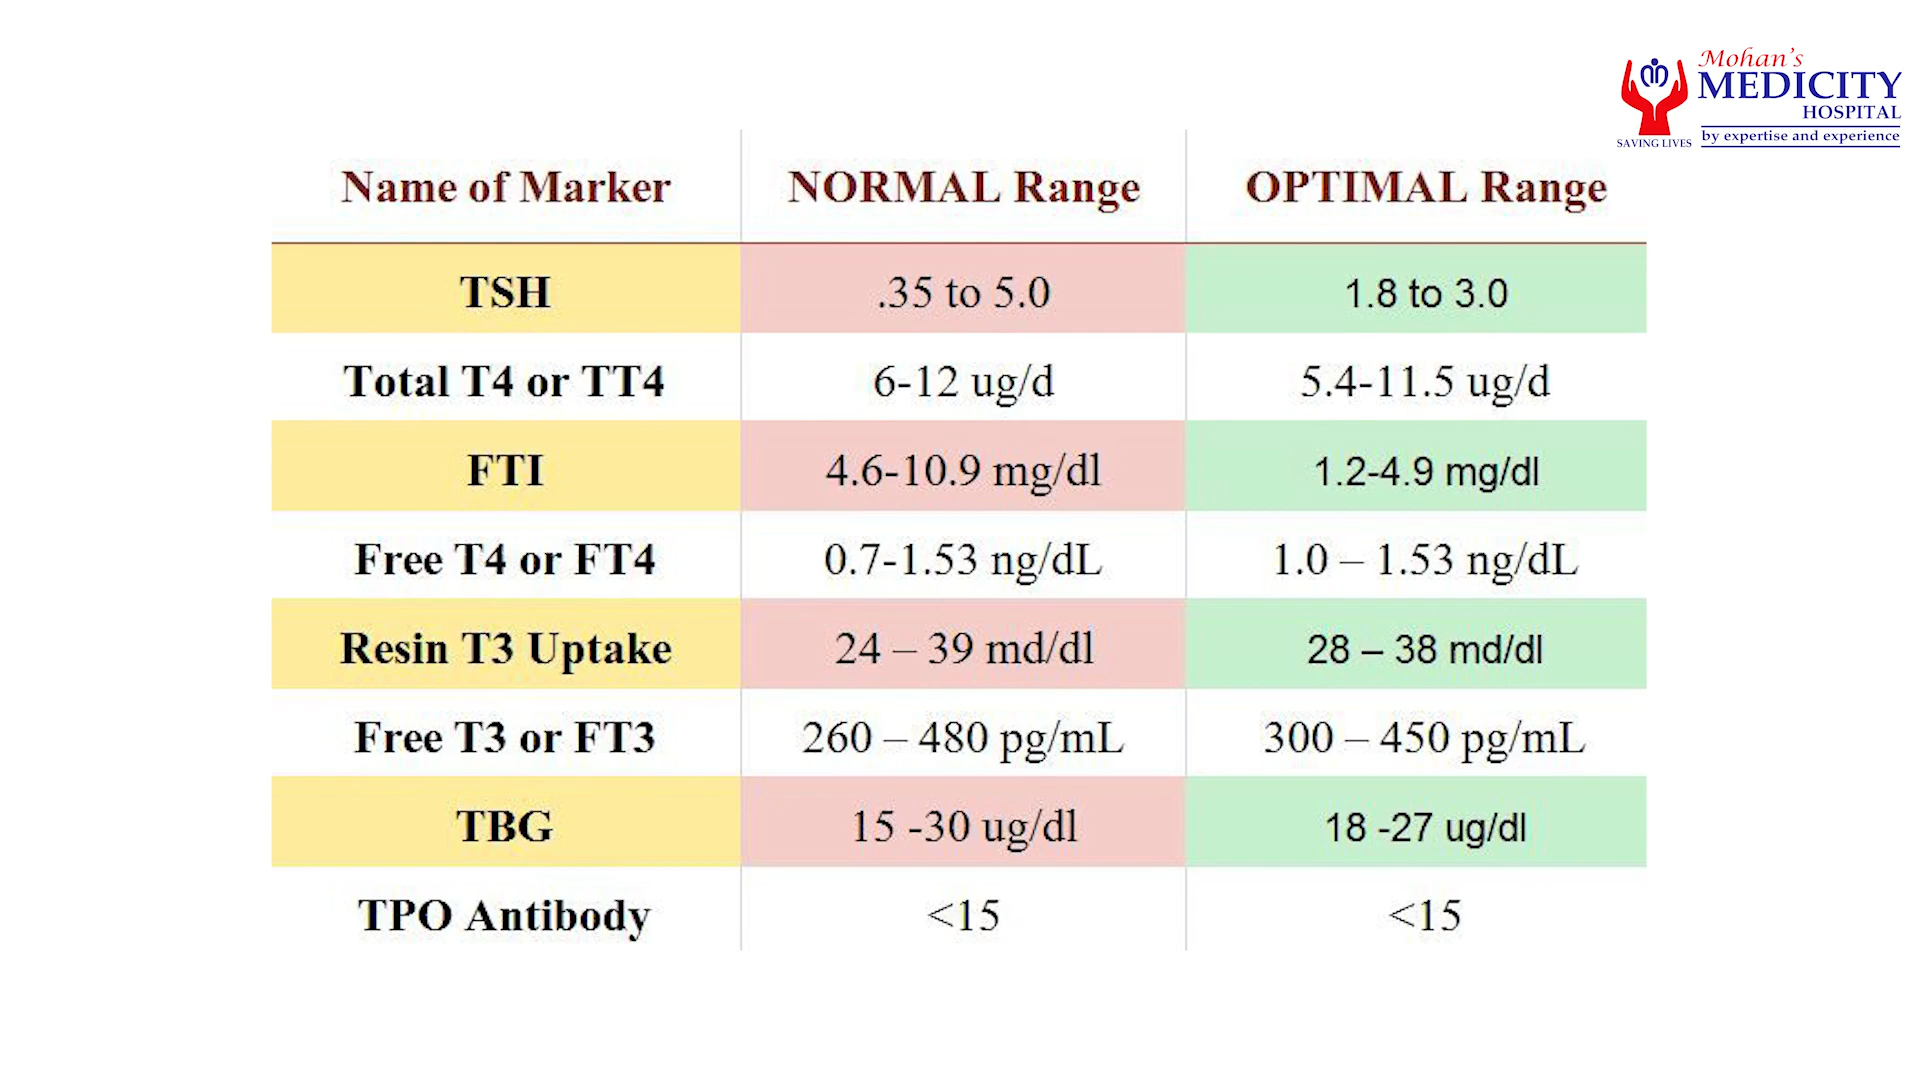 Mohan's
MEDICITY
HOSPITAL
SAVING LIVES
by expertise and experience
Name of Marker NORMAL Range OPTIMAL Range
TSH .35 to 5.0 1.8 to 3.0
Total T4 or TT4 6-12 ug/d 5.4-11.5 ug/d
FTI 4.6-10.9 mg/dl 1.2-4.9 mg/dl
Free T4 or FT4 0.7-1.53 ng/dL 1.0 – 1.53 ng/dL
Resin T3 Uptake 24 – 39 md/dl 28 – 38 md/dl
Free T3 or FT3 260 – 480 pg/mL 300 – 450 pg/mL
TBG 15 -30 ug/dl 18 -27 ug/dl
TPO Antibody <15 <15